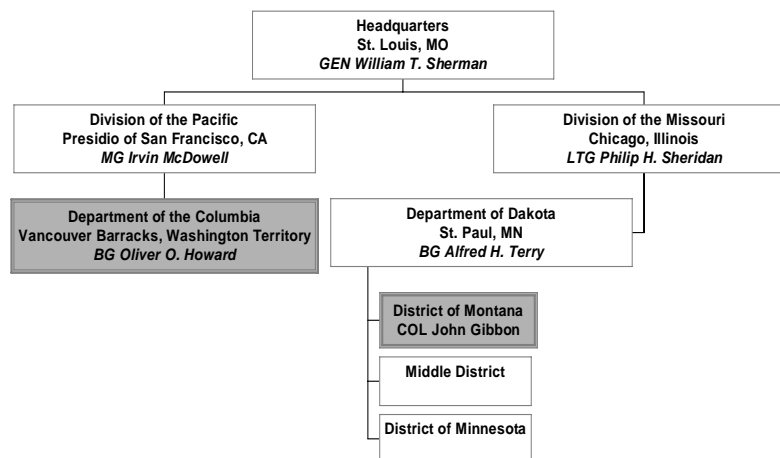 Headquarters
St. Louis, MO
GEN William T. Sherman
Division of the Pacific
Presidio of San Francisco, CA
MG Irvin McDowell
Division of the Missouri
Chicago, Illinois
LTG Philip H. Sheridan
Department of the Columbia
Vancouver Barracks, Washington Territory
BG Oliver O. Howard
Department of Dakota
St. Paul, MN
BG Alfred H. Terry
District of Montana
COL John Gibbon
Middle District
District of Minnesota